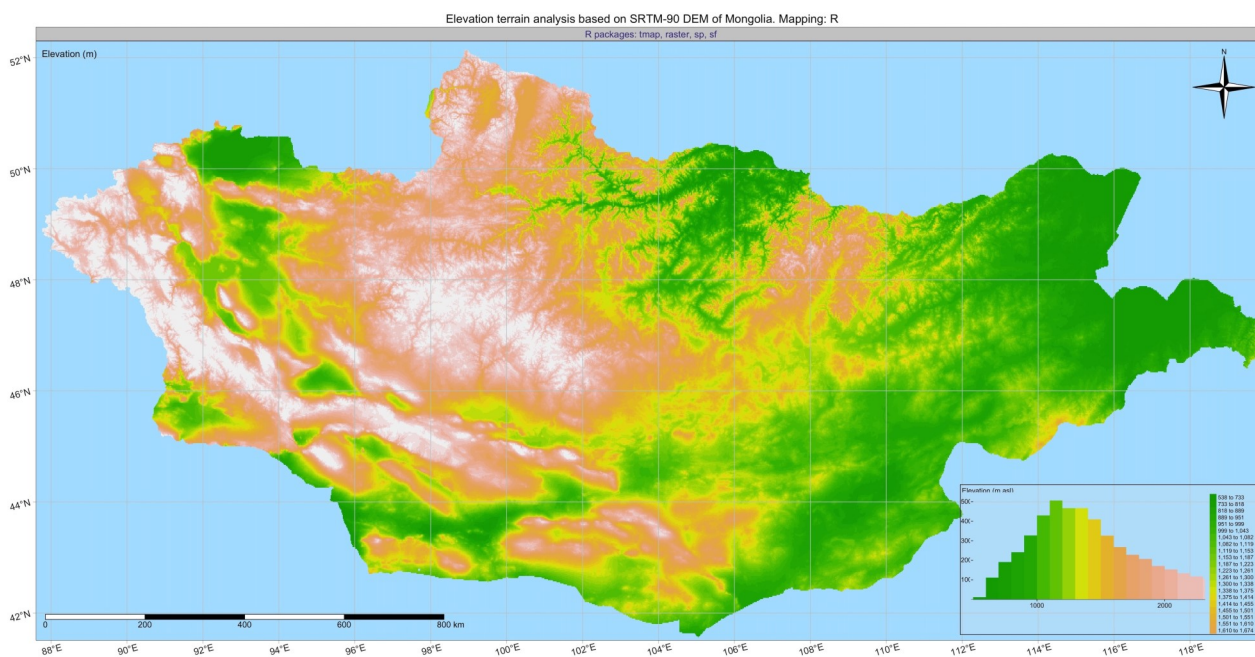 Elevation terrain analysis based on SRTM-90 DEM of Mongolia. Mapping: R
R packages: tmap, raster, sp, sf
Elevation (m)
N
52°N
50°N
48°N
46°N
44°N
42°N
0 200 400 600 800 km
88°E 90°E 92°E 94°E 96°E 98°E 100°E 102°E 104°E 106°E 108°E 110°E 112°E 114°E 116°E 118°E
Elevation (m asl)
1000 2000
538 to 733
733 to 818
818 to 889
889 to 951
951 to 999
999 to 1,043
1,043 to 1,082
1,082 to 1,119
1,119 to 1,153
1,153 to 1,187
1,187 to 1,223
1,223 to 1,261
1,261 to 1,300
1,300 to 1,338
1,338 to 1,375
1,375 to 1,414
1,414 to 1,455
1,455 to 1,501
1,501 to 1,551
1,551 to 1,610
1,610 to 1,674